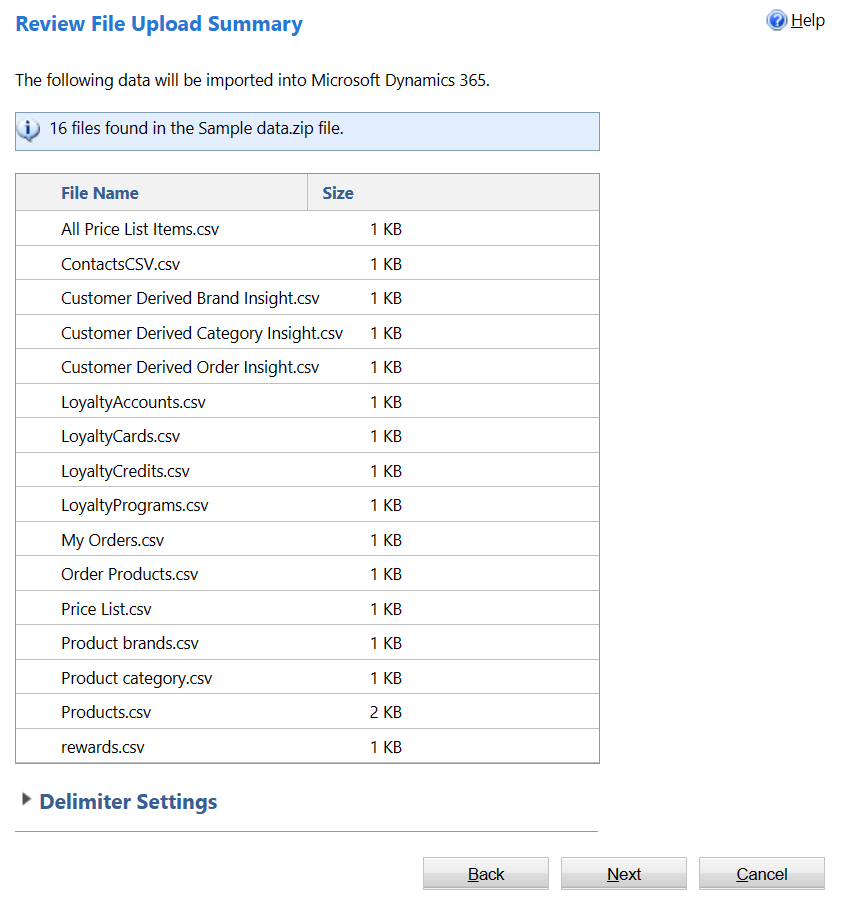 Review File Upload Summary
Help
The following data will be imported into Microsoft Dynamics 365.
16 files found in the Sample data.zip file.
File Name Size
All Price List Items.csv 1 KB
ContactsCSV.csv 1 KB
Customer Derived Brand Insight.csv 1 KB
Customer Derived Category Insight.csv 1 KB
Customer Derived Order Insight.csv 1 KB
LoyaltyAccounts.csv 1 KB
LoyaltyCards.csv 1 KB
LoyaltyCredits.csv 1 KB
LoyaltyPrograms.csv 1 KB
My Orders.csv 1 KB
Order Products.csv 1 KB
Price List.csv 1 KB
Product brands.csv 1 KB
Product category.csv 1 KB
Products.csv 2 KB
rewards.csv 1 KB
Delimiter Settings
Back Next Cancel